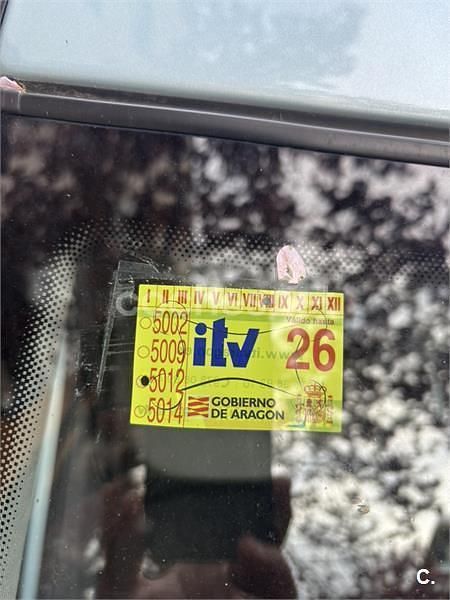 I II III IV V VI VII VIII IX X XI XII
Válido hasta
5002
itv
26
5009
5012
5014
GOBIERNO
DE ARAGON
C.